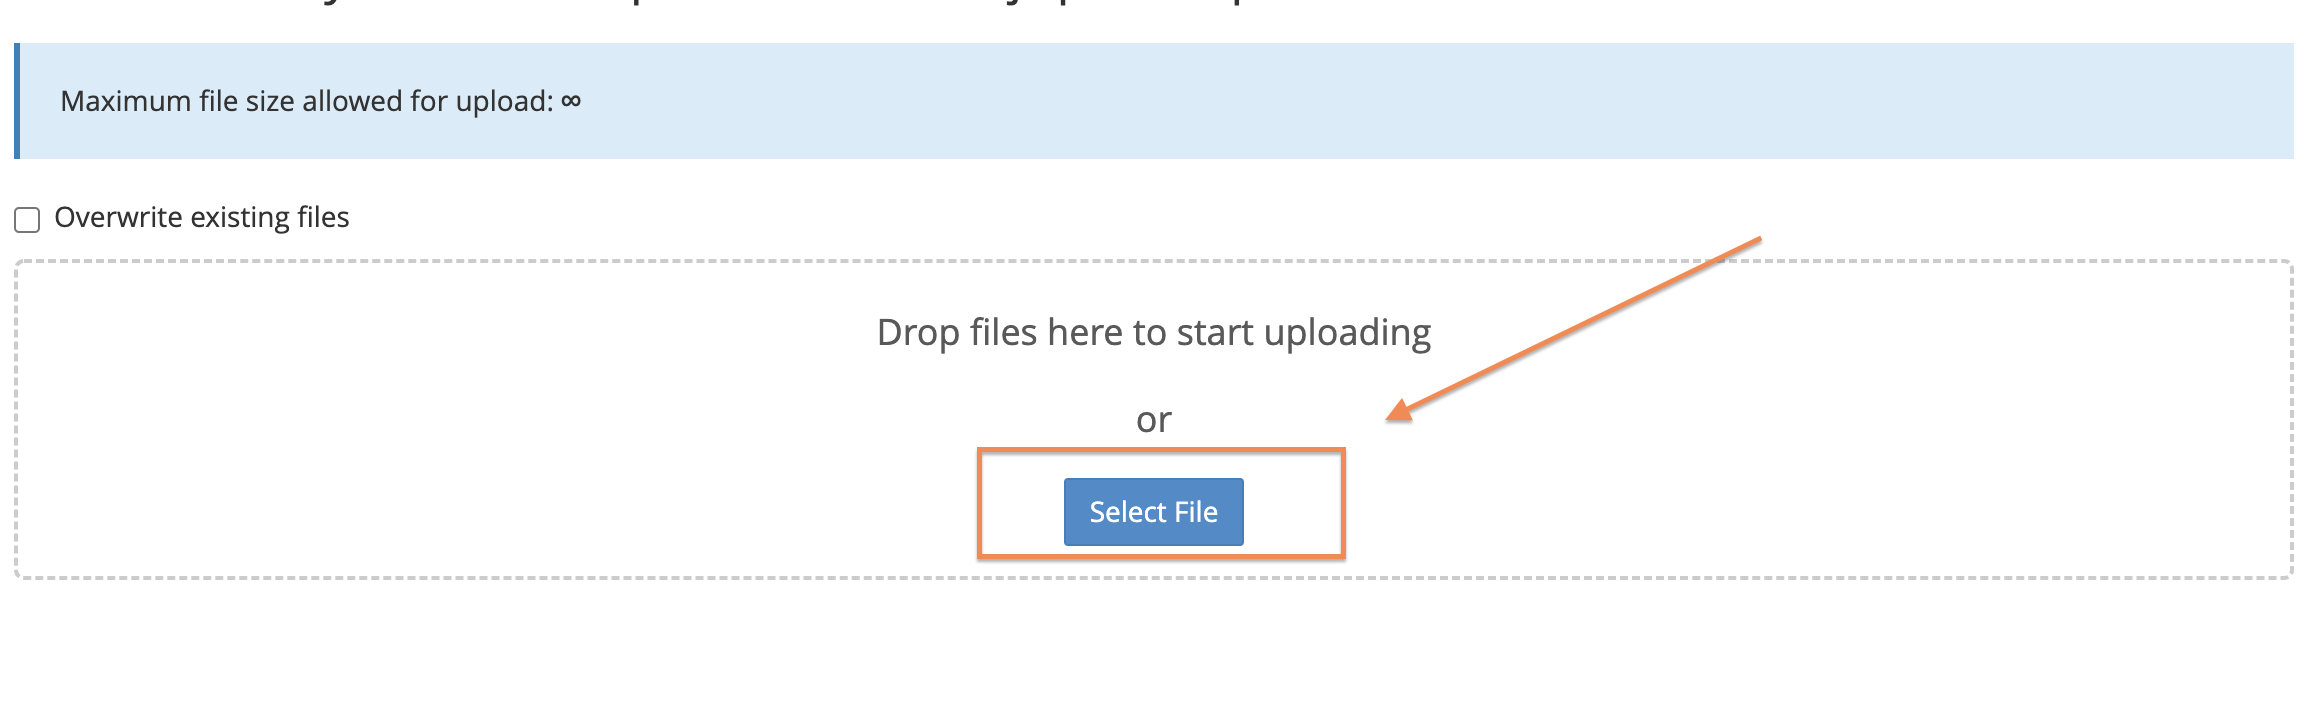 Maximum file size allowed for upload: ∞
Overwrite existing files
Drop files here to start uploading
or
Select File